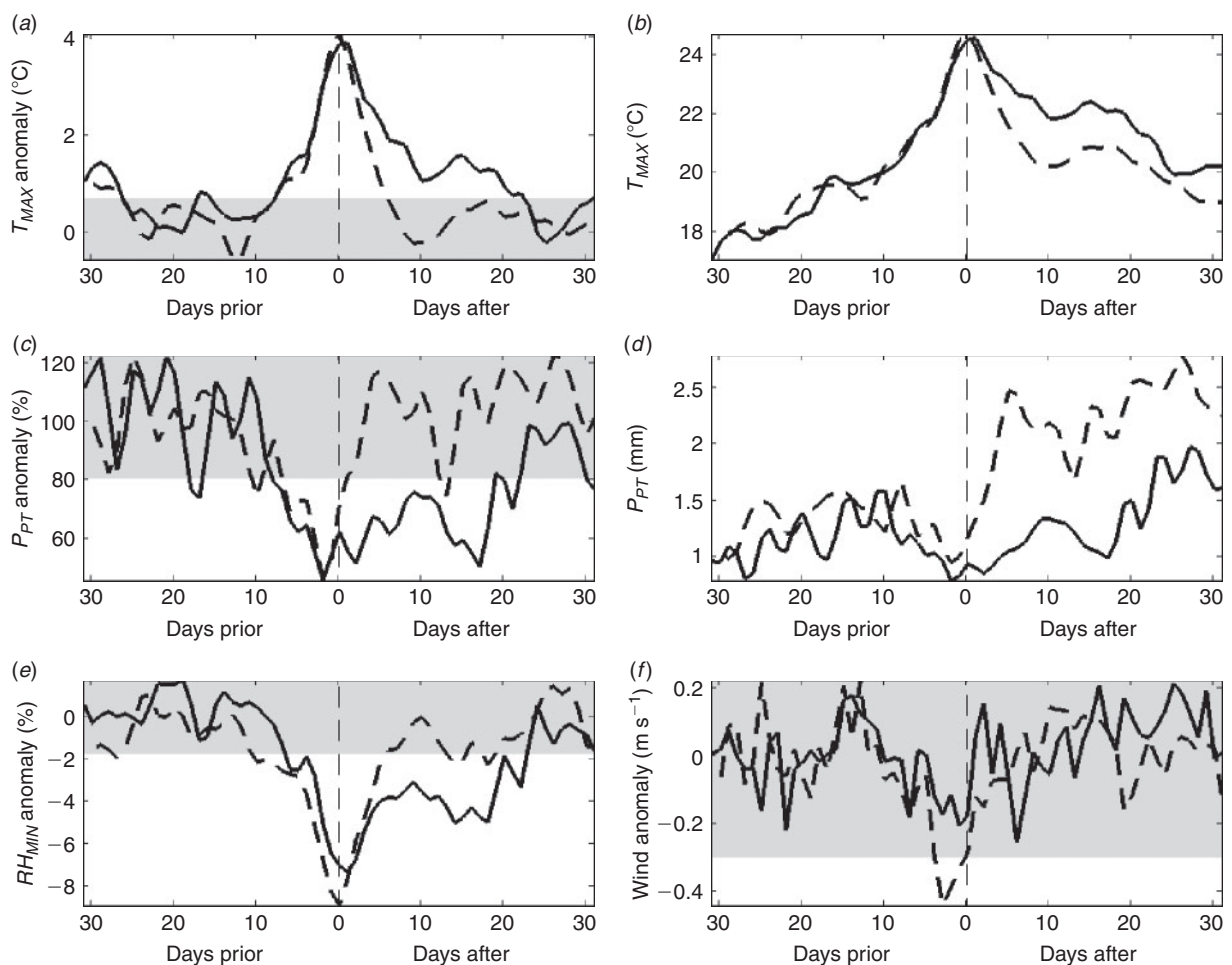 (a)
4
2
0
T_MAX anomaly (°C)
30 20 10 0 10 20 30
Days prior Days after
(b)
24
22
20
18
T_MAX (°C)
30 20 10 0 10 20 30
Days prior Days after
(c)
120
100
80
60
P_PT anomaly (%)
30 20 10 0 10 20 30
Days prior Days after
(d)
2.5
2
1.5
1
P_PT (mm)
30 20 10 0 10 20 30
Days prior Days after
(e)
0
−2
−4
−6
−8
RH_MIN anomaly (%)
30 20 10 0 10 20 30
Days prior Days after
(f)
0.2
0
−0.2
−0.4
Wind anomaly (m s⁻¹)
30 20 10 0 10 20 30
Days prior Days after